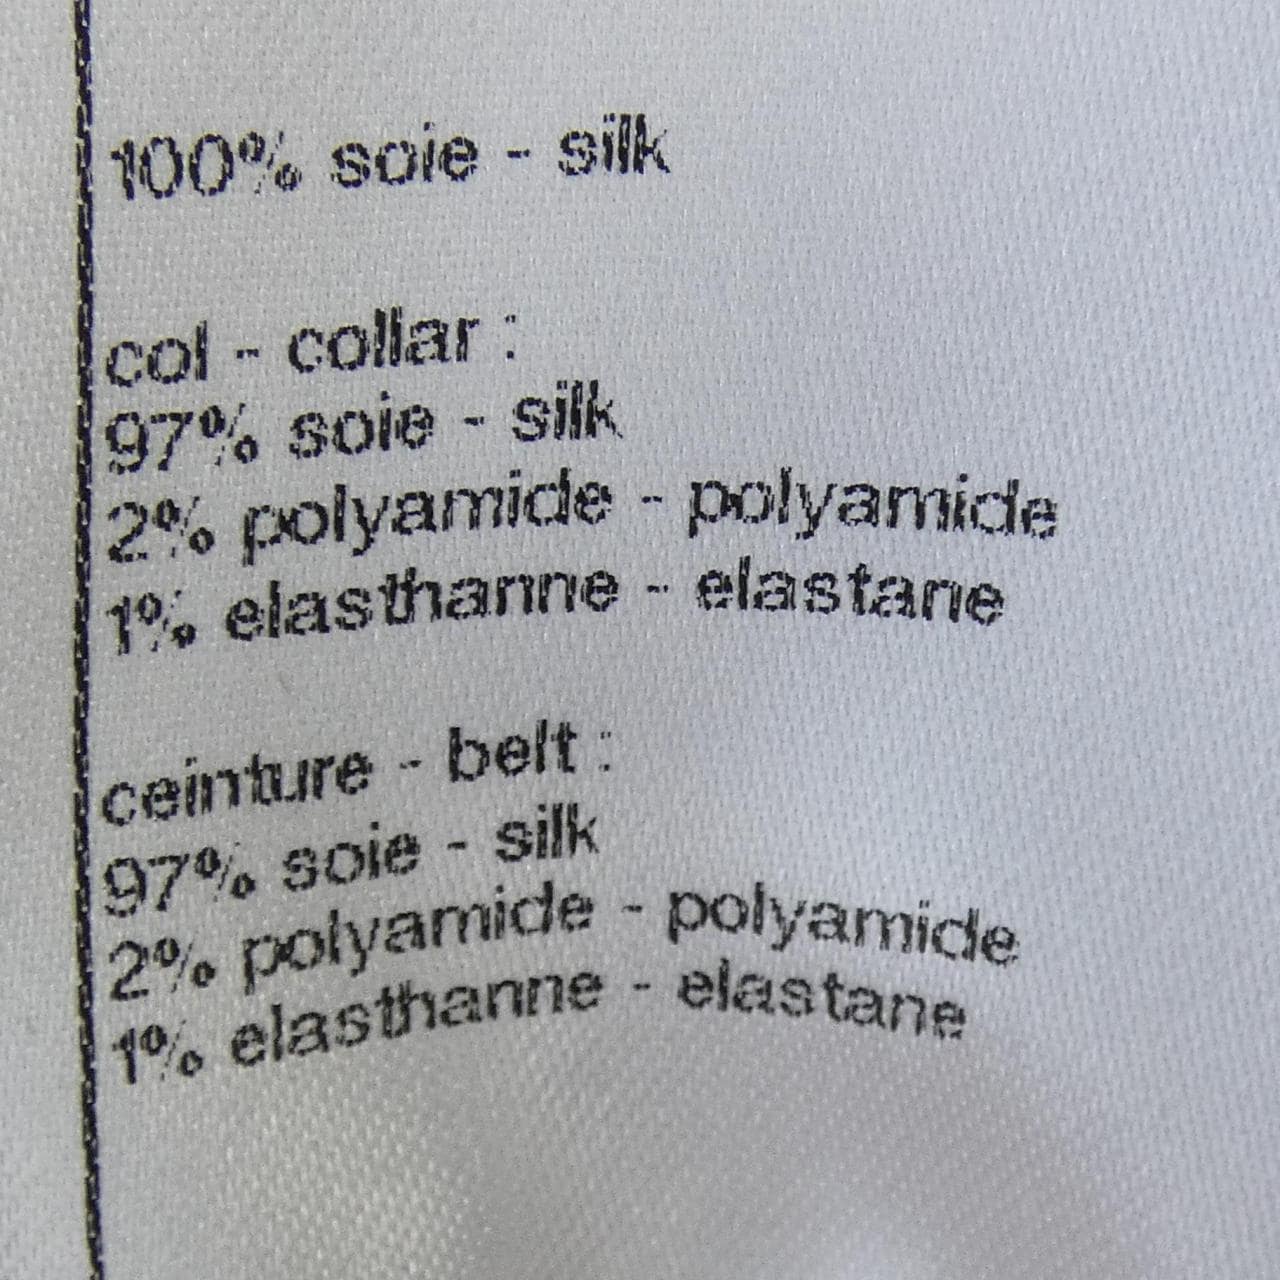 100% soie - silk
col - collar :
97% soie - silk
2% polyamide - polyamide
1% elasthanne - elastane
ceinture - belt :
97% soie - silk
2% polyamide - polyamide
1% elasthanne - elastane